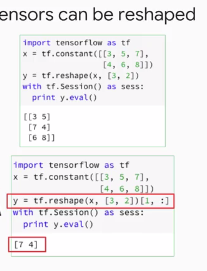 ensors can be reshaped
import tensorflow as tf
x = tf.constant([[3, 5, 7],
[4, 6, 8]])
y = tf.reshape(x, [3, 2])
with tf.Session() as sess:
print y.eval()
[[3 5]
[7 4]
[6 8]]
import tensorflow as tf
x = tf.constant([[3, 5, 7],
[4, 6, 8]])
y = tf.reshape(x, [3, 2])[1, :]
with tf.Session() as sess:
print y.eval()
[7 4]